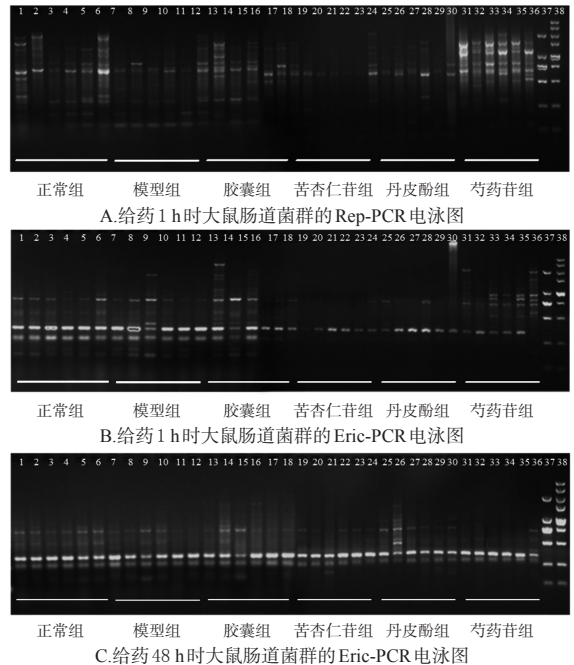 1 2 3 4 5 6 7 8 9 10 11 12 13 14 15 16 17 18 19 20 21 22 23 24 25 26 27 28 29 30 31 32 33 34 35 36 37 38
正常组 模型组 胶囊组 苦杏仁苷组 丹皮酚组 芍药苷组
A.给药1 h时大鼠肠道菌群的Rep-PCR电泳图
1 2 3 4 5 6 7 8 9 10 11 12 13 14 15 16 17 18 19 20 21 22 23 24 25 26 27 28 29 30 31 32 33 34 35 36 37 38
正常组 模型组 胶囊组 苦杏仁苷组 丹皮酚组 芍药苷组
B.给药1 h时大鼠肠道菌群的Eric-PCR电泳图
1 2 3 4 5 6 7 8 9 10 11 12 13 14 15 16 17 18 19 20 21 22 23 24 25 26 27 28 29 30 31 32 33 34 35 36 37 38
正常组 模型组 胶囊组 苦杏仁苷组 丹皮酚组 芍药苷组
C.给药48 h时大鼠肠道菌群的Eric-PCR电泳图